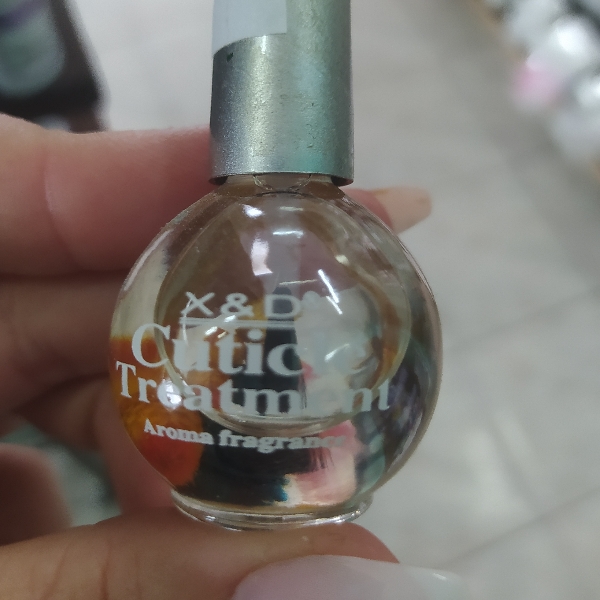 X & D
Cuticle
Treatment
Aroma fragrance